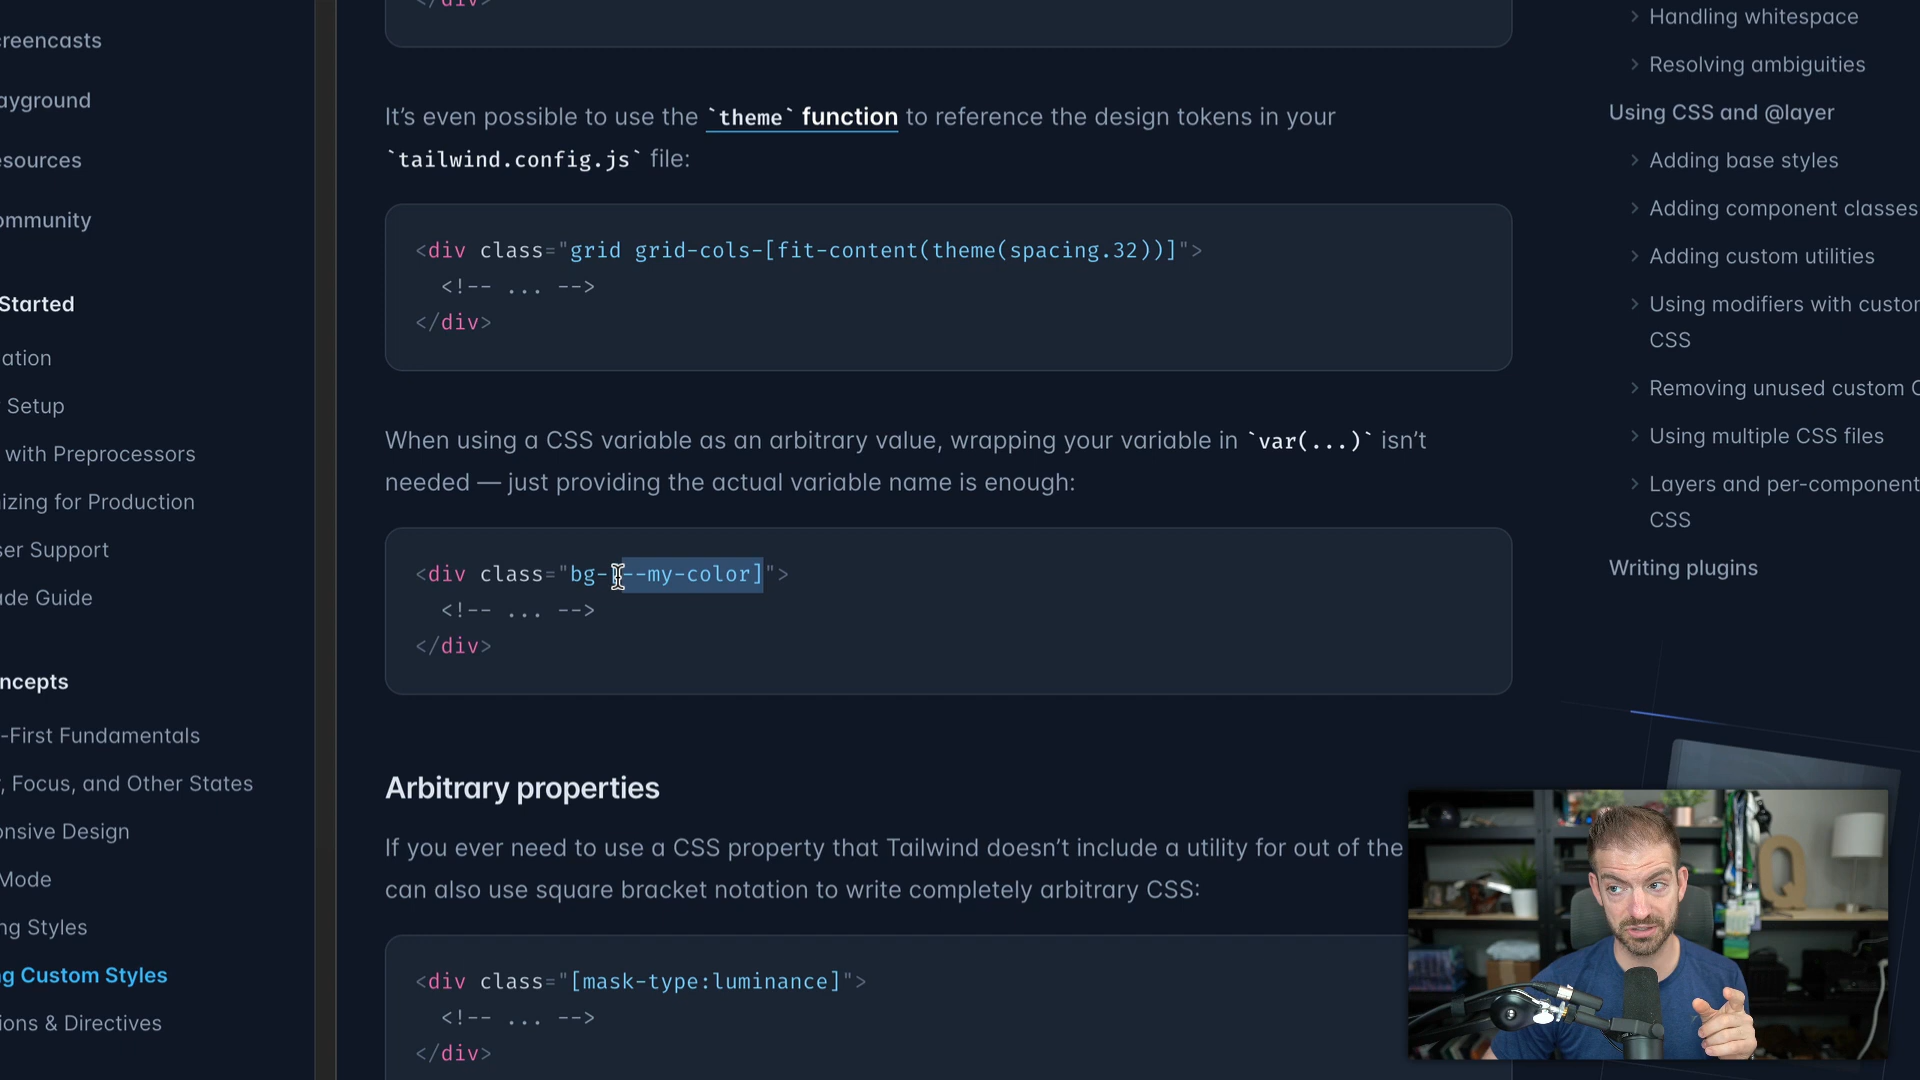 </div>
It's even possible to use the `theme` function to reference the design tokens in your
`tailwind.config.js` file:
<div class="grid grid-cols-[fit-content(theme(spacing.32))]">
<!-- ... -->
</div>
When using a CSS variable as an arbitrary value, wrapping your variable in `var(...)` isn't
needed — just providing the actual variable name is enough:
<div class="bg-[--my-color]">
<!-- ... -->
</div>
Arbitrary properties
If you ever need to use a CSS property that Tailwind doesn't include a utility for out of the
can also use square bracket notation to write completely arbitrary CSS:
<div class="[mask-type:luminance]">
<!-- ... -->
</div>
reencasts
ayground
esources
ommunity
Started
ation
Setup
with Preprocessors
izing for Production
ser Support
ade Guide
ncepts
-First Fundamentals
, Focus, and Other States
onsive Design
Mode
ng Styles
g Custom Styles
ions & Directives
Handling whitespace
Resolving ambiguities
Using CSS and @layer
Adding base styles
Adding component classes
Adding custom utilities
Using modifiers with custom
CSS
Removing unused custom C
Using multiple CSS files
Layers and per-component
CSS
Writing plugins